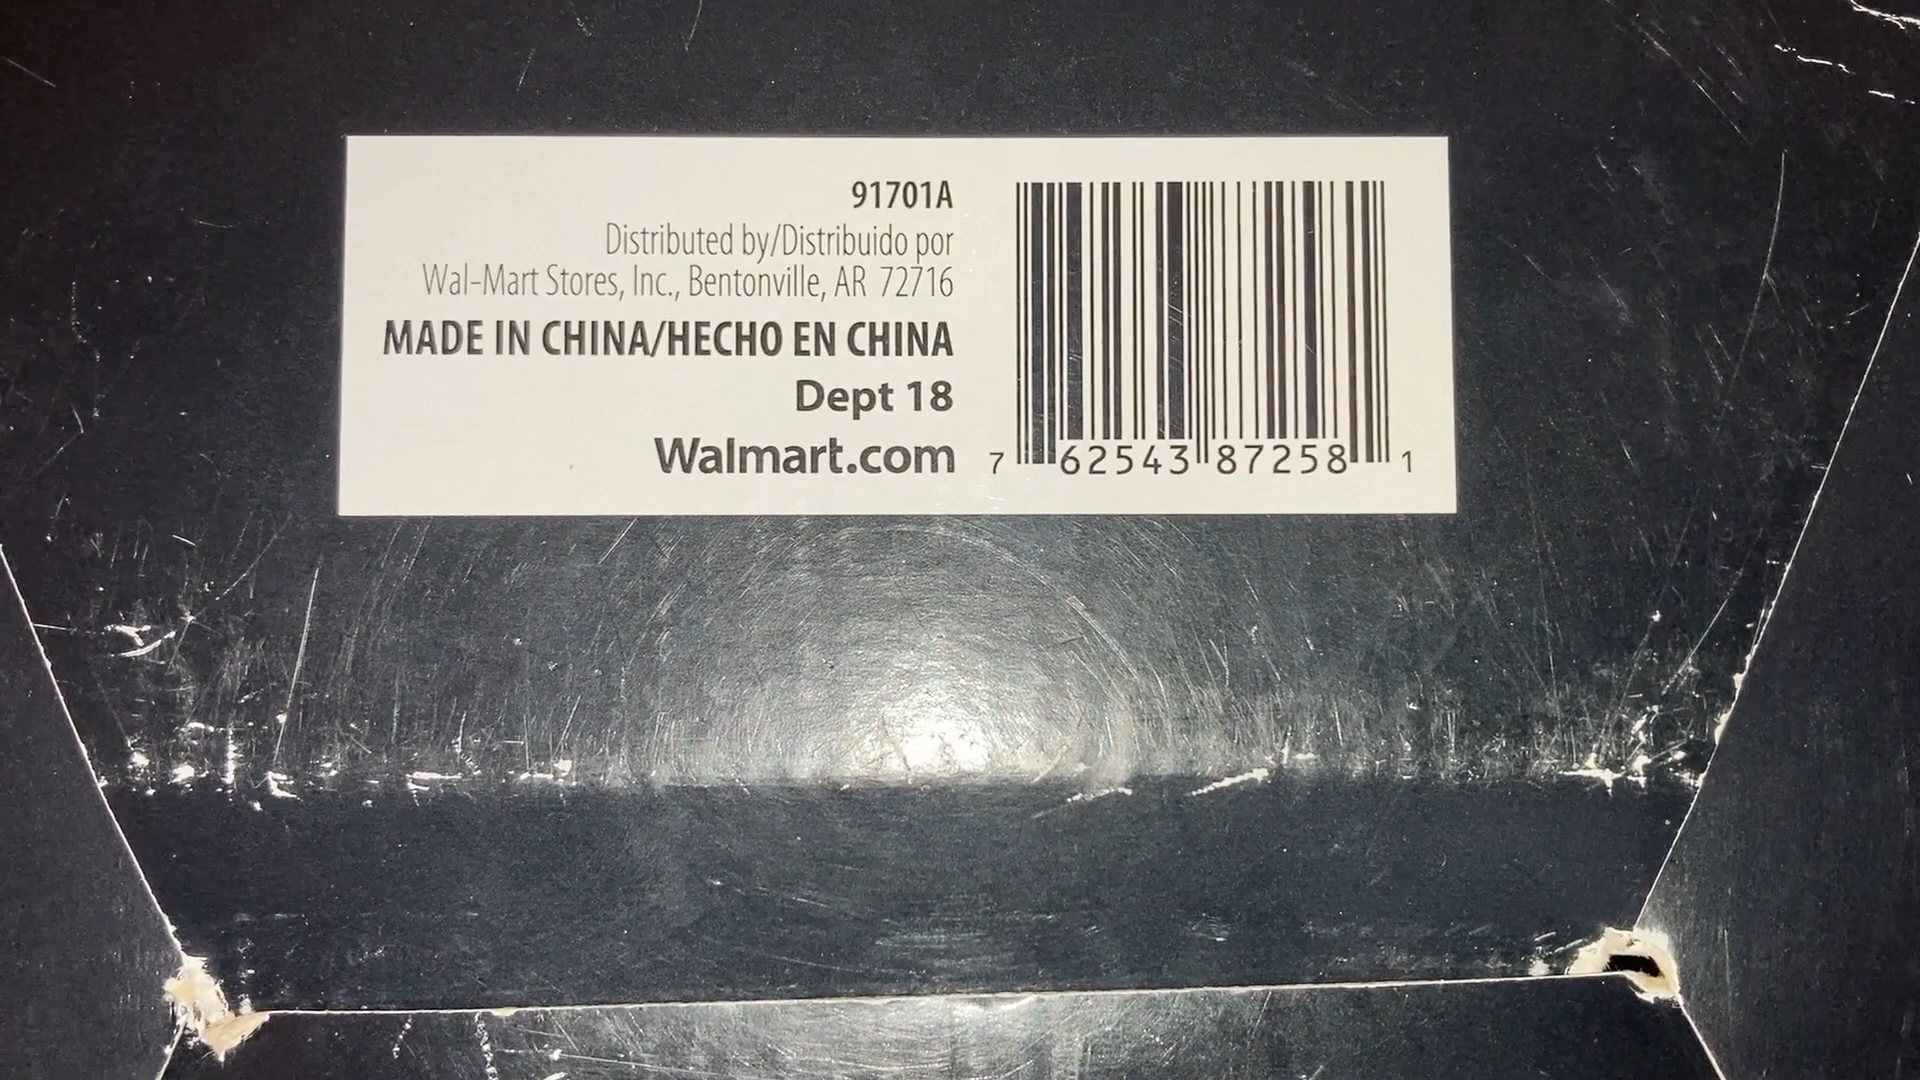 91701A
Distributed by/Distribuido por
Wal-Mart Stores, Inc., Bentonville, AR 72716
MADE IN CHINA/HECHO EN CHINA
Dept 18
Walmart.com
7 62543 87258 1